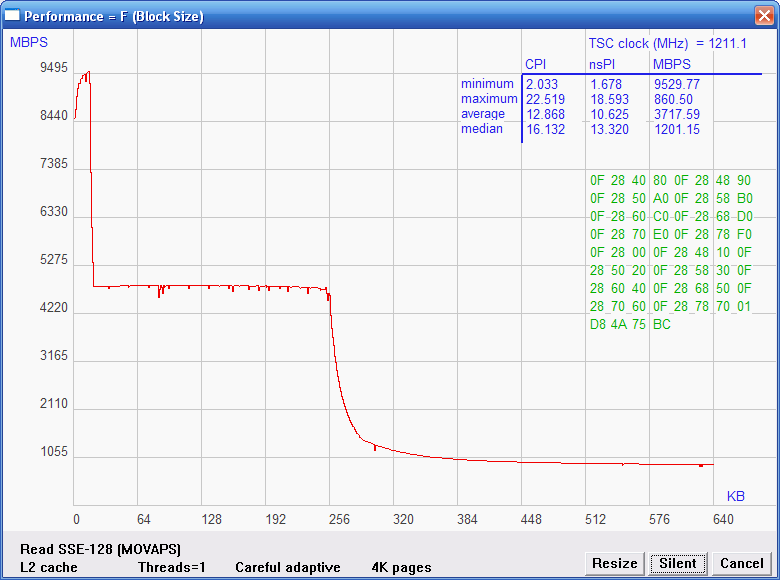 Performance = F (Block Size)
MBPS
TSC clock (MHz) = 1211.1
CPI nsPI MBPS
minimum 2.033 1.678 9529.77
maximum 22.519 18.593 860.50
average 12.868 10.625 3717.59
median 16.132 13.320 1201.15
9495
8440
7385
6330
5275
4220
3165
2110
1055
0F 28 40 80 0F 28 48 90
0F 28 50 A0 0F 28 58 B0
0F 28 60 C0 0F 28 68 D0
0F 28 70 E0 0F 28 78 F0
0F 28 00 0F 28 48 10 0F
28 50 20 0F 28 58 30 0F
28 60 40 0F 28 68 50 0F
28 70 60 0F 28 78 70 01
D8 4A 75 BC
KB
0 64 128 192 256 320 384 448 512 576 640
Read SSE-128 (MOVAPS)
L2 cache Threads=1 Careful adaptive 4K pages
Resize Silent Cancel